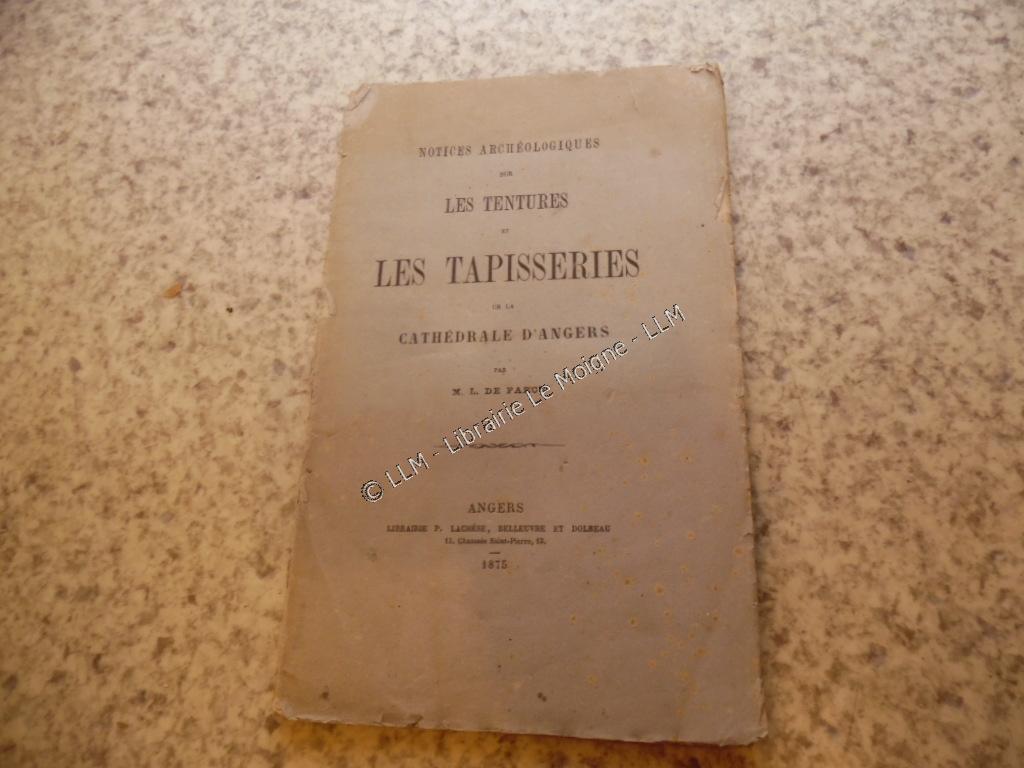 NOTICES ARCHÉOLOGIQUES
SUR
LES TENTURES
ET
LES TAPISSERIES
DE LA
CATHÉDRALE D'ANGERS
PAR
M. L. DE FARCY
© LLM - Librairie Le Moigne - LLM
ANGERS
LIBRAIRIE P. LACHÈSE, BELLEUVRE ET DOLBEAU
13, Chaussée Saint-Pierre, 13.
1875